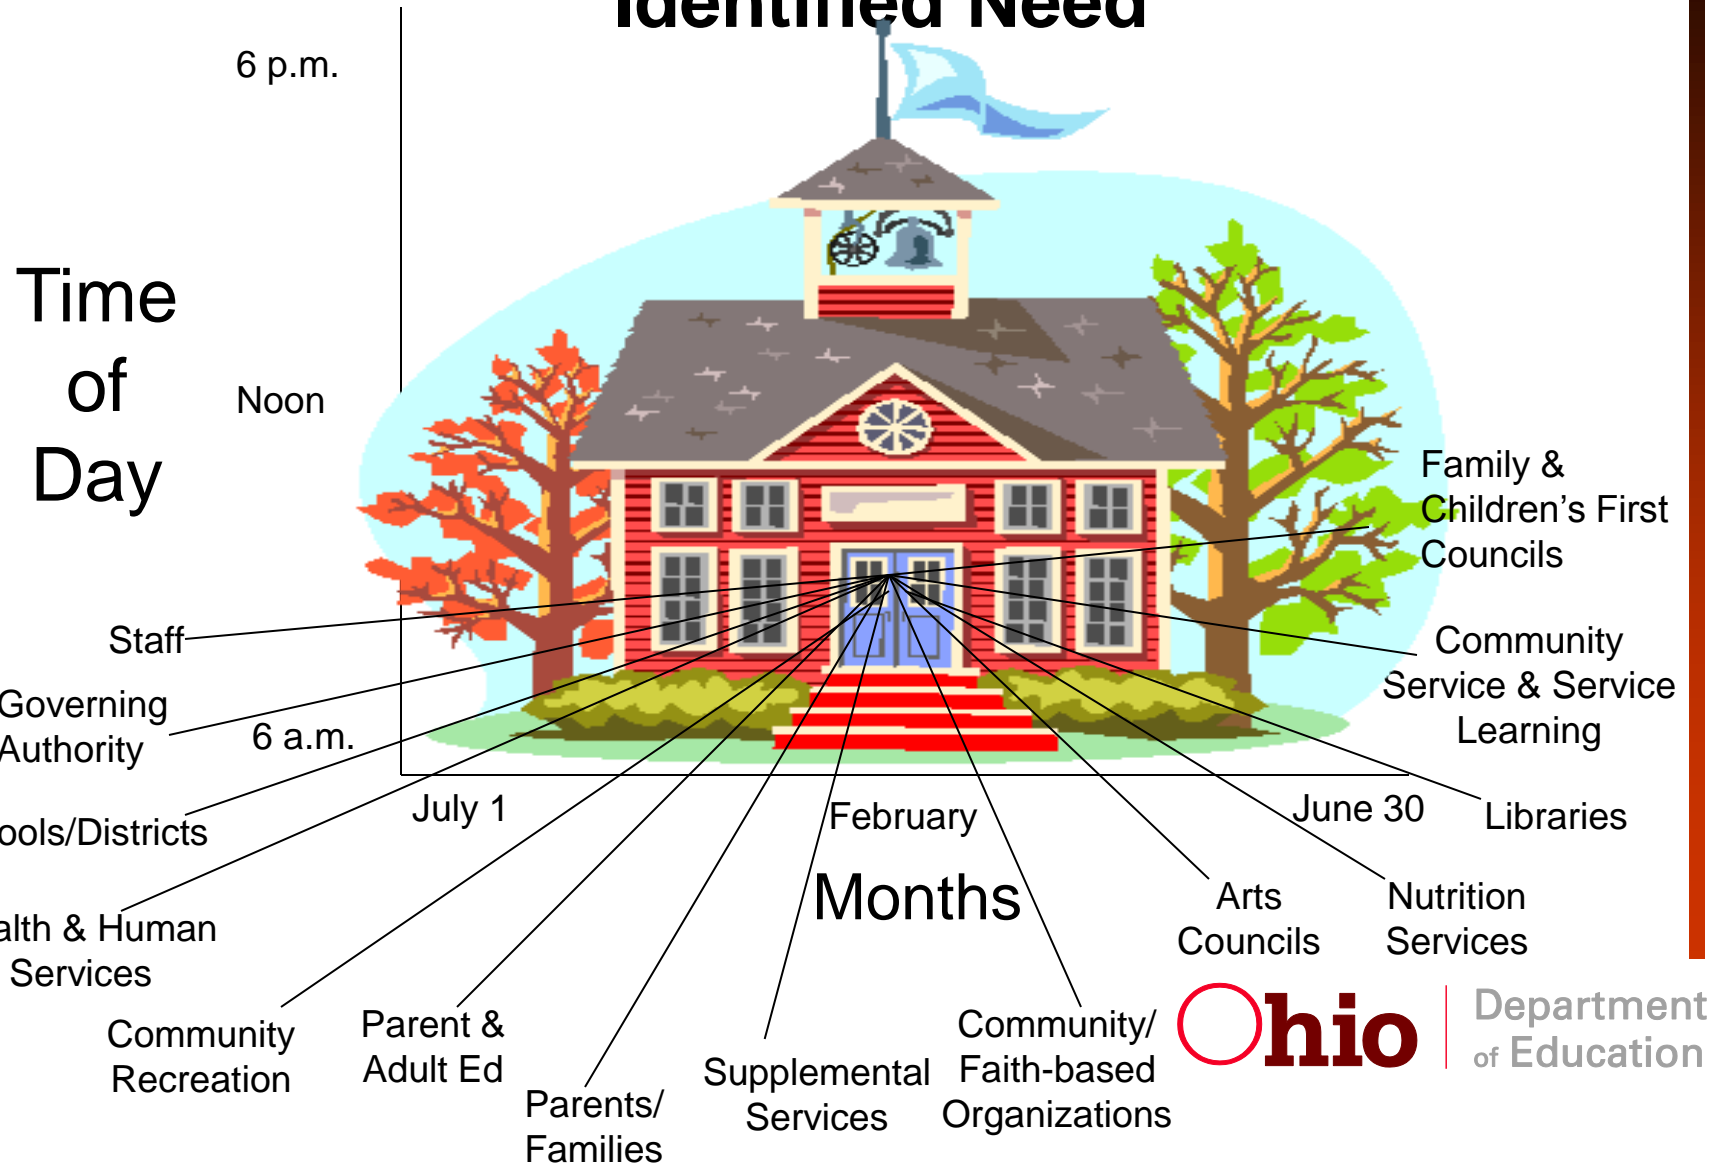 Identified Need
6 p.m.
Time
of
Day
Noon
6 a.m.
July 1
February
June 30
Months
Family &
Children’s First
Councils
Community
Service & Service
Learning
Libraries
Nutrition
Services
Arts
Councils
Community/
Faith-based
Organizations
Supplemental
Services
Parents/
Families
Parent &
Adult Ed
Community
Recreation
alth & Human
Services
ools/Districts
Governing
Authority
Staff
Ohio
Department
of Education